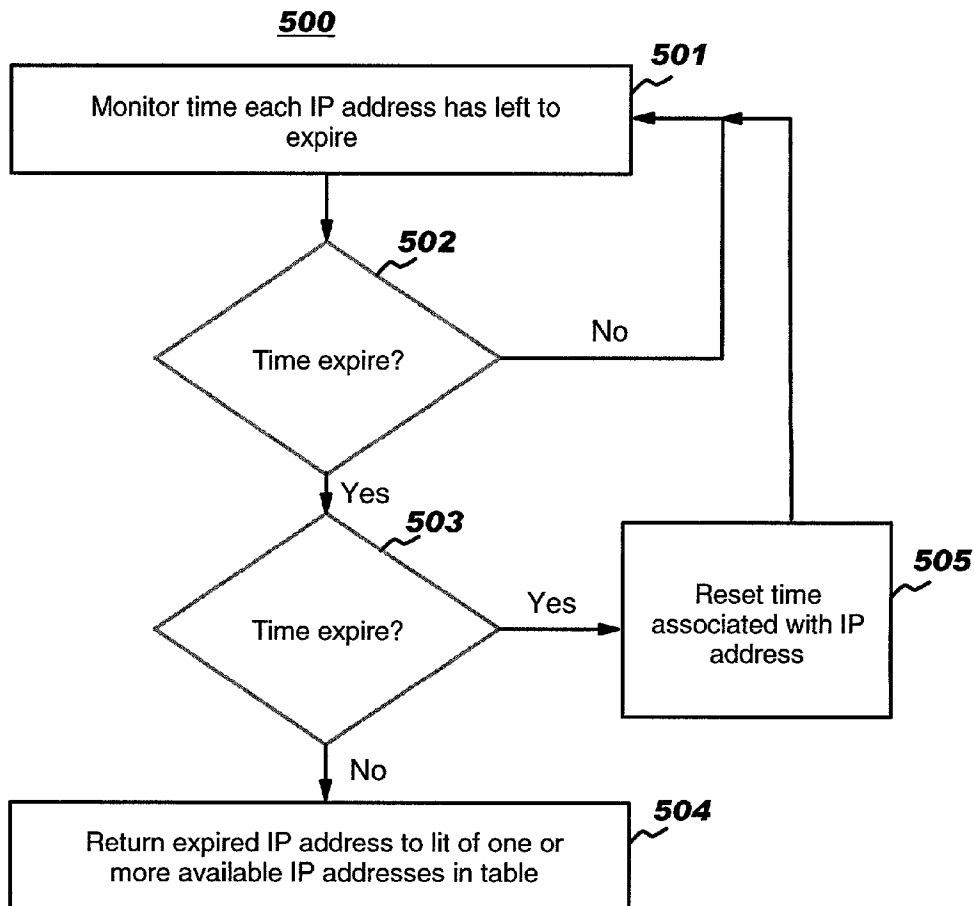 500
501
Monitor time each IP address has left to
expire
502
Time expire?
No
Yes
503
Time expire?
Yes
505
Reset time
associated with IP
address
No
504
Return expired IP address to lit of one or
more available IP addresses in table